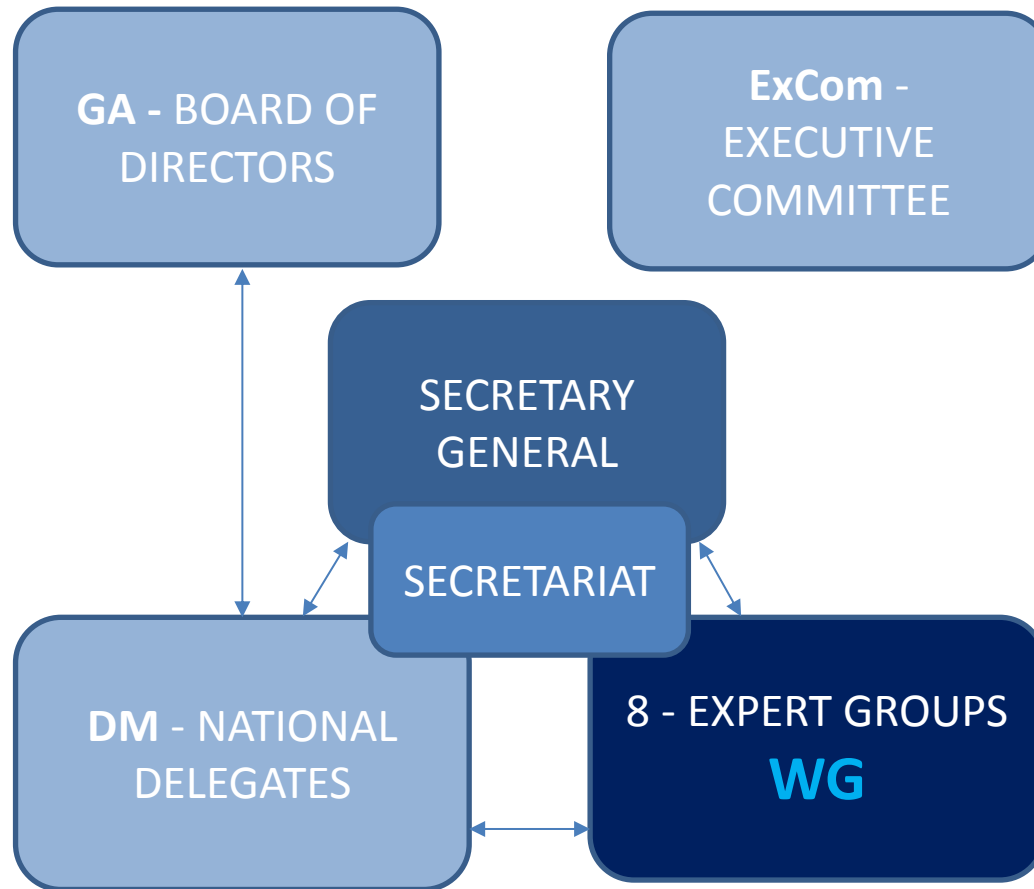 GA - BOARD OF
DIRECTORS
ExCom -
EXECUTIVE
COMMITTEE
SECRETARY
GENERAL
SECRETARIAT
DM - NATIONAL
DELEGATES
8 - EXPERT GROUPS
WG